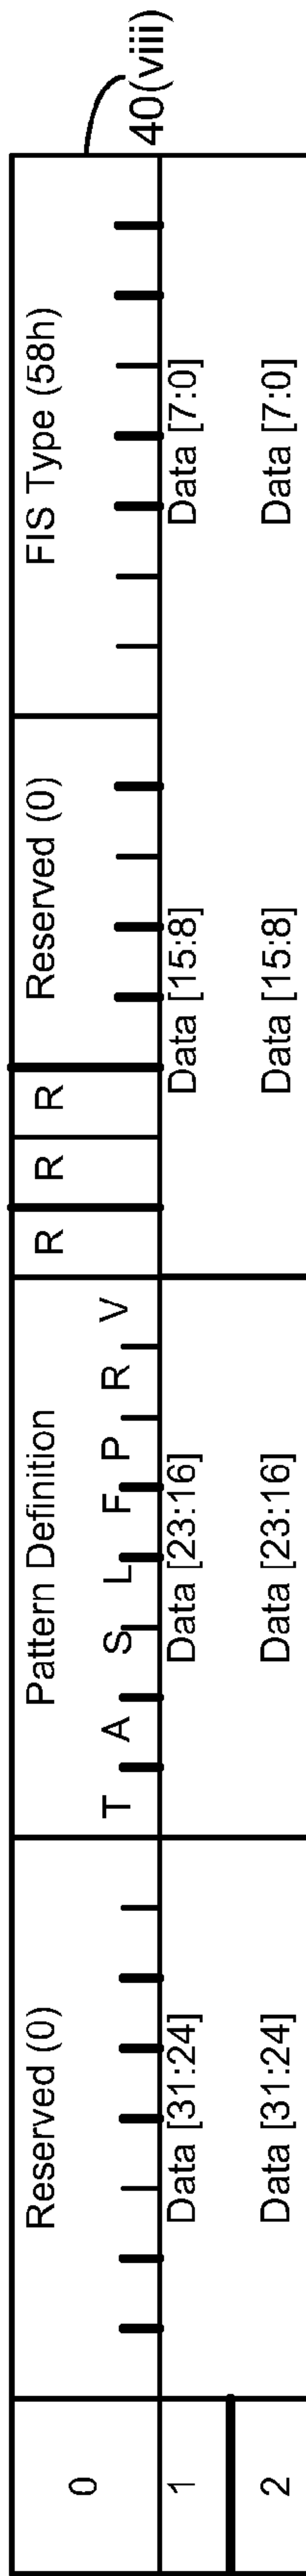 0 Reserved (0) Pattern Definition R R R Reserved (0) FIS Type (58h)
T A S L F P R V
1 Data [31:24] Data [23:16] Data [15:8] Data [7:0]
2 Data [31:24] Data [23:16] Data [15:8] Data [7:0]
40(viii)